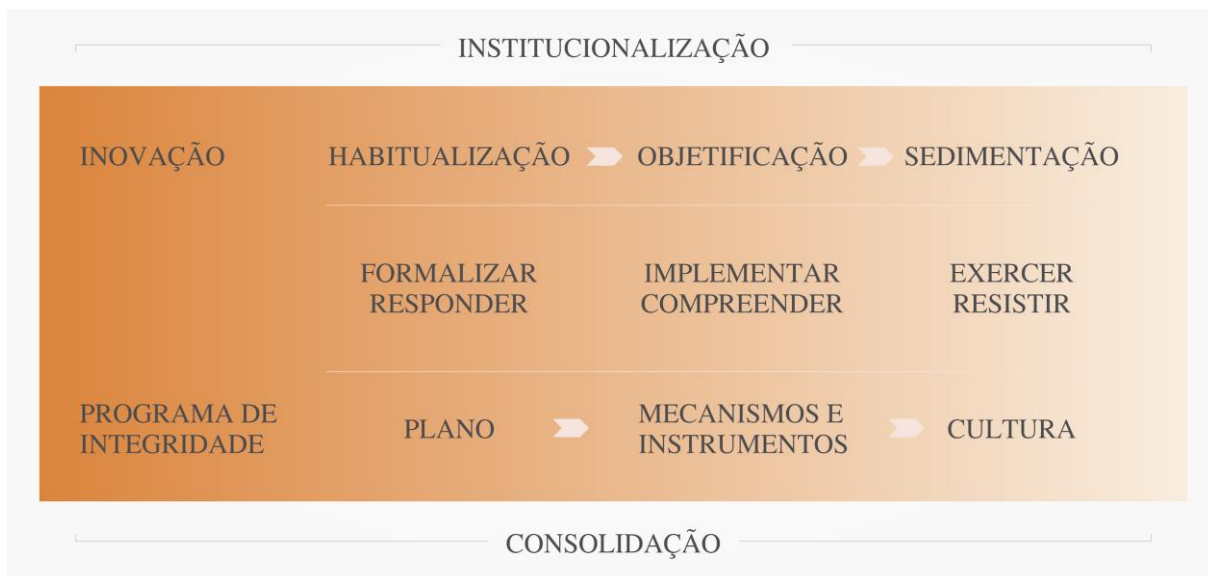 INSTITUCIONALIZAÇÃO
INOVAÇÃO HABITUALIZAÇÃO OBJETIFICAÇÃO SEDIMENTAÇÃO
FORMALIZAR IMPLEMENTAR EXERCER
RESPONDER COMPREENDER RESISTIR
PROGRAMA DE INTEGRIDADE
PLANO
MECANISMOS E INSTRUMENTOS
CULTURA
CONSOLIDAÇÃO